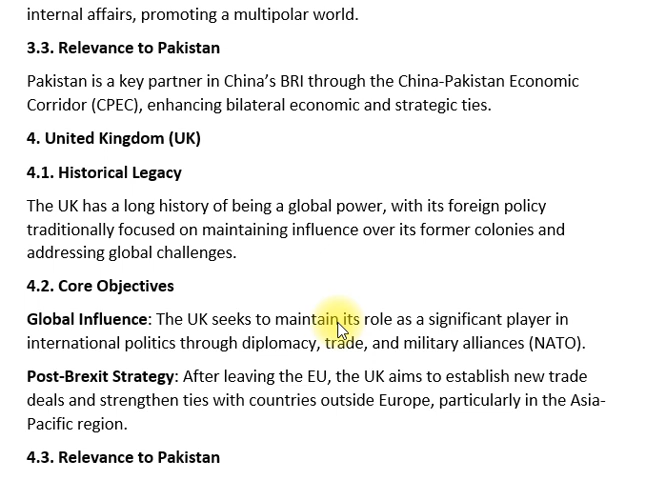 internal affairs, promoting a multipolar world.
3.3. Relevance to Pakistan
Pakistan is a key partner in China’s BRI through the China-Pakistan Economic
Corridor (CPEC), enhancing bilateral economic and strategic ties.
4. United Kingdom (UK)
4.1. Historical Legacy
The UK has a long history of being a global power, with its foreign policy
traditionally focused on maintaining influence over its former colonies and
addressing global challenges.
4.2. Core Objectives
Global Influence: The UK seeks to maintain its role as a significant player in
international politics through diplomacy, trade, and military alliances (NATO).
Post-Brexit Strategy: After leaving the EU, the UK aims to establish new trade
deals and strengthen ties with countries outside Europe, particularly in the Asia-
Pacific region.
4.3. Relevance to Pakistan